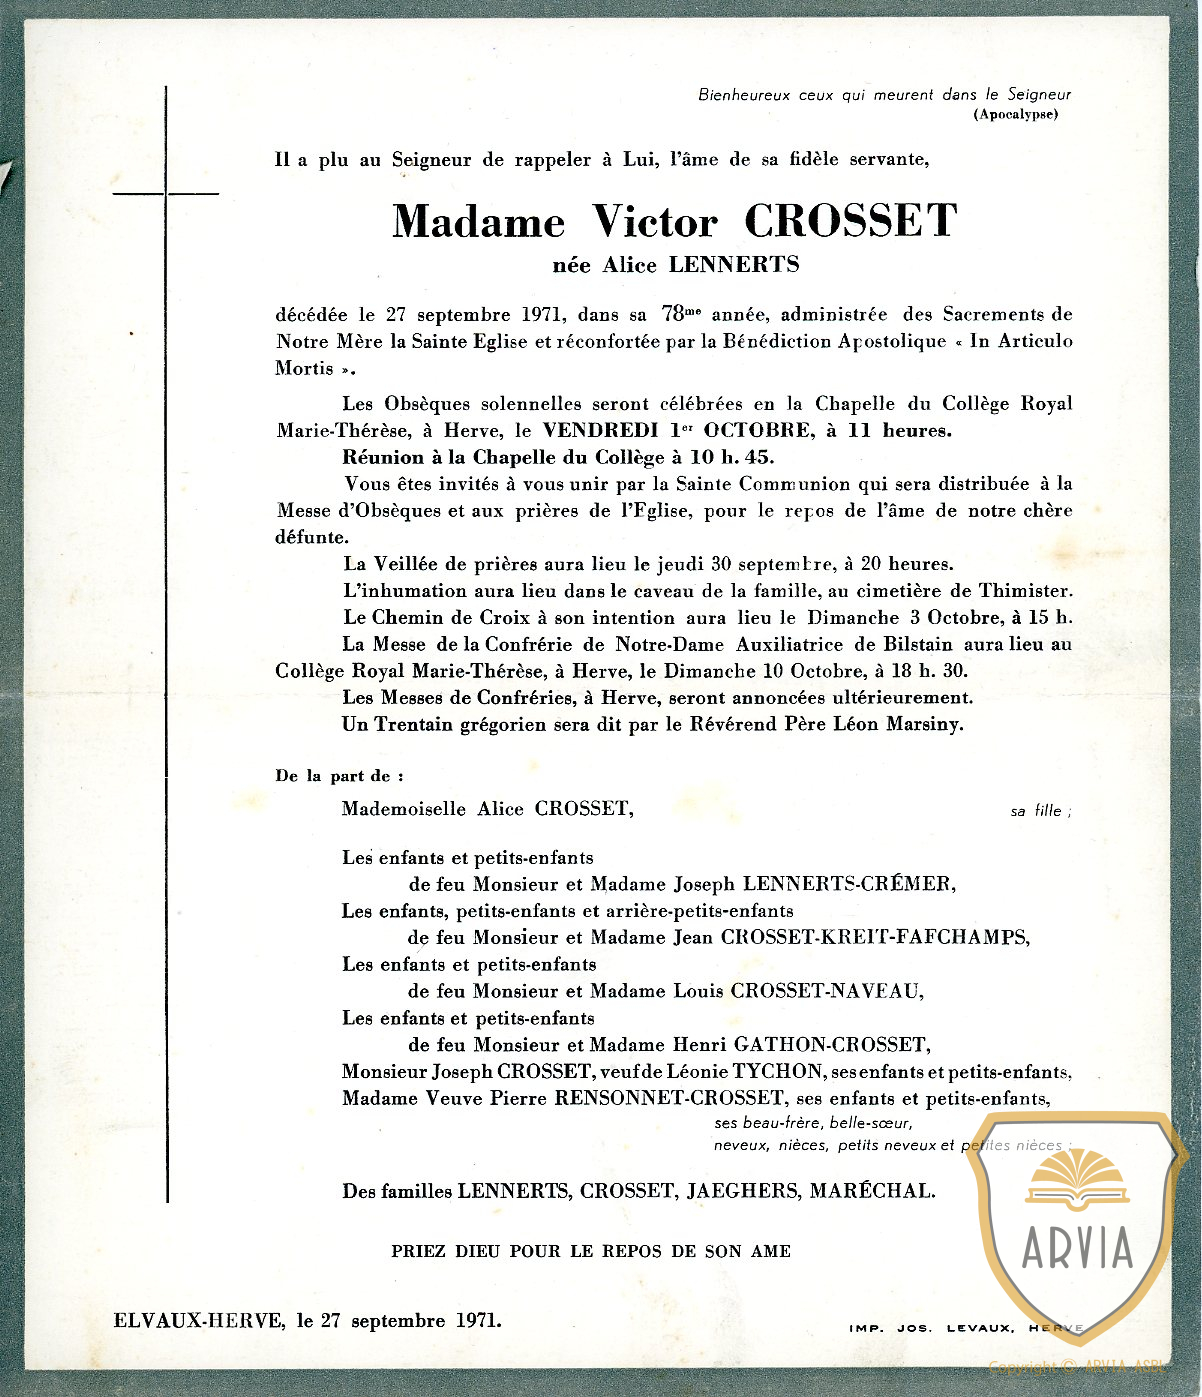 Bienheureux ceux qui meurent dans le Seigneur
(Apocalypse)
Il a plu au Seigneur de rappeler à Lui, l'âme de sa fidèle servante,
Madame Victor CROSSET
née Alice LENNERTS
décédée le 27 septembre 1971, dans sa 78me année, administrée des Sacrements de
Notre Mère la Sainte Eglise et réconfortée par la Bénédiction Apostolique « In Articulo
Mortis ».
Les Obsèques solennelles seront célébrées en la Chapelle du Collège Royal
Marie-Thérèse, à Herve, le VENDREDI 1er OCTOBRE, à 11 heures.
Réunion à la Chapelle du Collège à 10 h. 45.
Vous êtes invités à vous unir par la Sainte Communion qui sera distribuée à la
Messe d'Obsèques et aux prières de l'Eglise, pour le repos de l'âme de notre chère
défunte.
La Veillée de prières aura lieu le jeudi 30 septembre, à 20 heures.
L'inhumation aura lieu dans le caveau de la famille, au cimetière de Thimister.
Le Chemin de Croix à son intention aura lieu le Dimanche 3 Octobre, à 15 h.
La Messe de la Confrérie de Notre-Dame Auxiliatrice de Bilstain aura lieu au
Collège Royal Marie-Thérèse, à Herve, le Dimanche 10 Octobre, à 18 h. 30.
Les Messes de Confréries, à Herve, seront annoncées ultérieurement.
Un Trentain grégorien sera dit par le Révérend Père Léon Marsiny.
De la part de :
Mademoiselle Alice CROSSET, sa fille ;
Les enfants et petits-enfants
de feu Monsieur et Madame Joseph LENNERTS-CRÉMER,
Les enfants, petits-enfants et arrière-petits-enfants
de feu Monsieur et Madame Jean CROSSET-KREIT-FAFCHAMPS,
Les enfants et petits-enfants
de feu Monsieur et Madame Louis CROSSET-NAVEAU,
Les enfants et petits-enfants
de feu Monsieur et Madame Henri GATHON-CROSSET,
Monsieur Joseph CROSSET, veuf de Léonie TYCHON, ses enfants et petits-enfants,
Madame Veuve Pierre RENSONNET-CROSSET, ses enfants et petits-enfants,
ses beau-frère, belle-sœur,
neveux, nièces, petits neveux et petites nièces ;
Des familles LENNERTS, CROSSET, JAEGHERS, MARÉCHAL.
PRIEZ DIEU POUR LE REPOS DE SON AME
ELVAUX-HERVE, le 27 septembre 1971.
IMP. JOS. LEVAUX, HERVE
ARVIA
Copyright © ARVIA ASBL